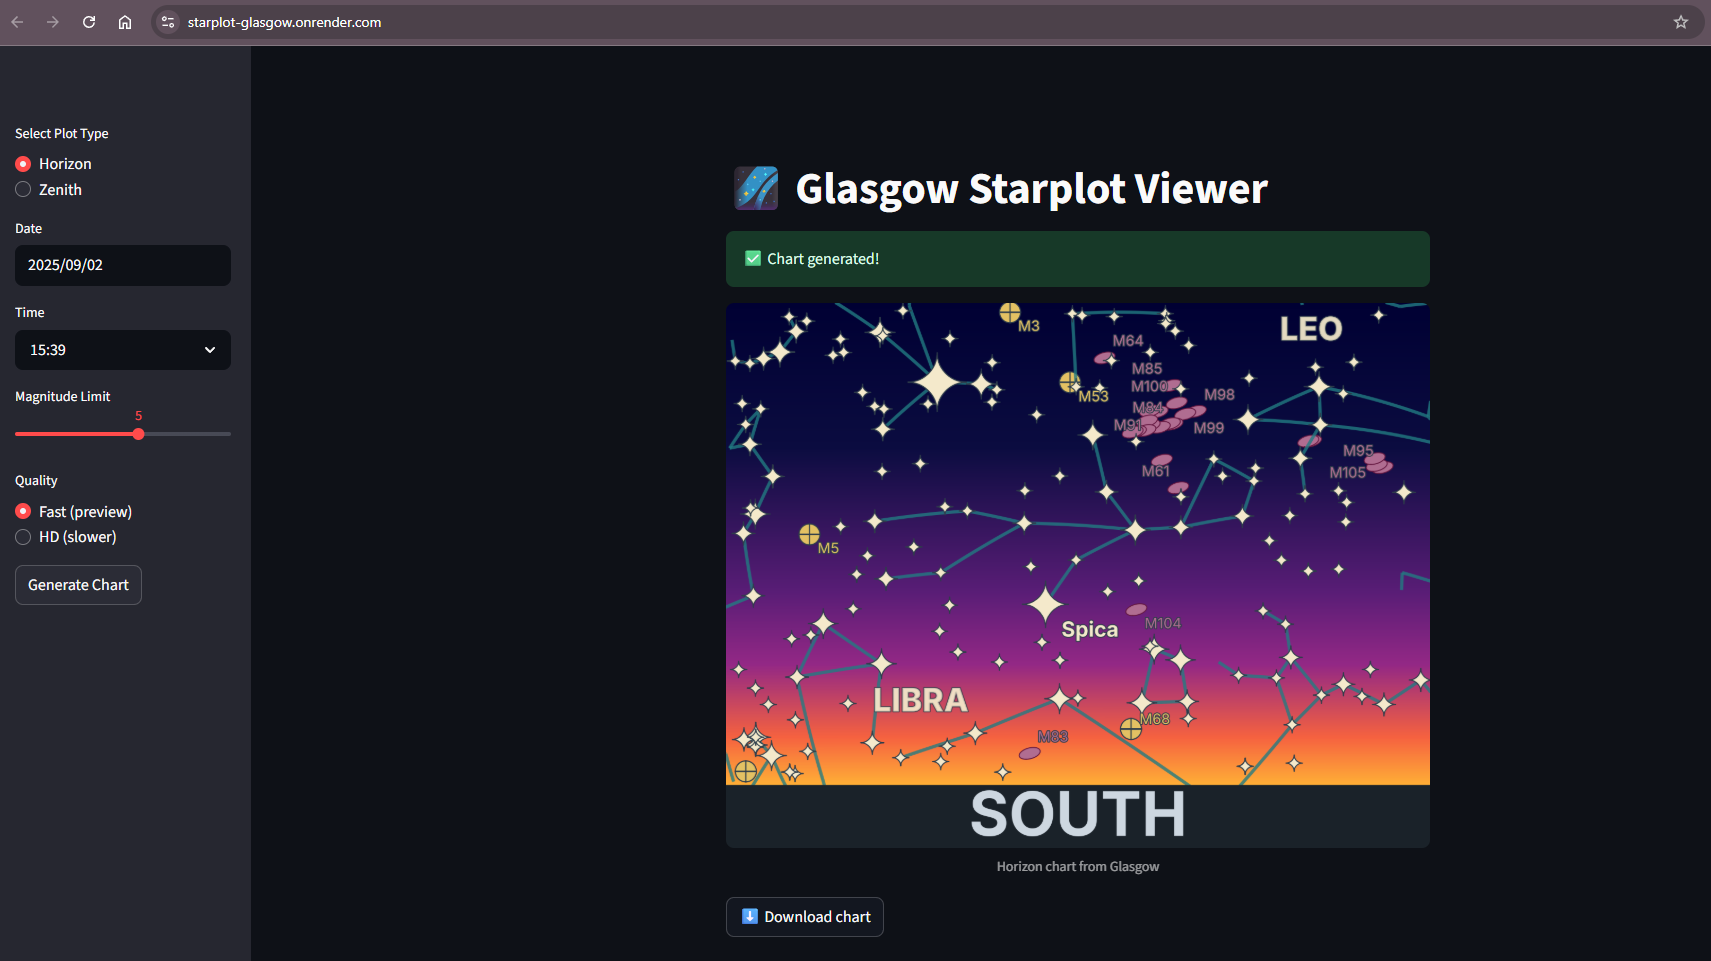 starplot-glasgow.onrender.com
Select Plot Type
Horizon
Zenith
Date
2025/09/02
Time
15:39
Magnitude Limit
5
Quality
Fast (preview)
HD (slower)
Generate Chart
Glasgow Starplot Viewer
Chart generated!
M3
LEO
M64
M85
M100
M98
M53
M84
M91
M99
M95
M61
M105
M5
Spica
M104
LIBRA
M68
M83
SOUTH
Horizon chart from Glasgow
Download chart